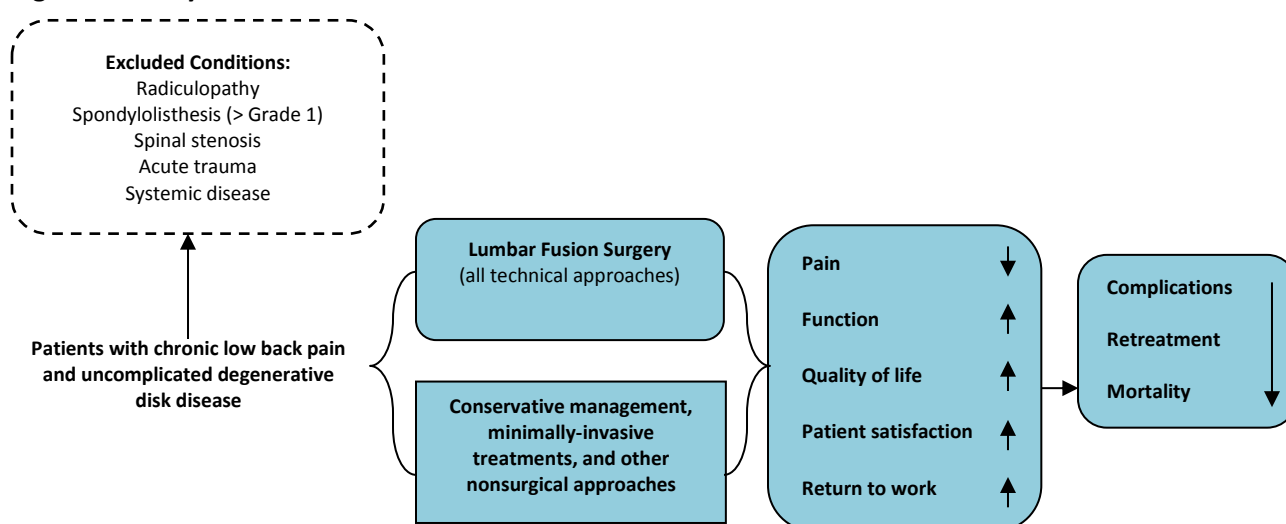 Excluded Conditions:
Radiculopathy
Spondylolisthesis (> Grade 1)
Spinal stenosis
Acute trauma
Systemic disease
Patients with chronic low back pain
and uncomplicated degenerative
disk disease
Lumbar Fusion Surgery
(all technical approaches)
Conservative management,
minimally-invasive
treatments, and other
nonsurgical approaches
Pain
Function
Quality of life
Patient satisfaction
Return to work
Complications
Retreatment
Mortality